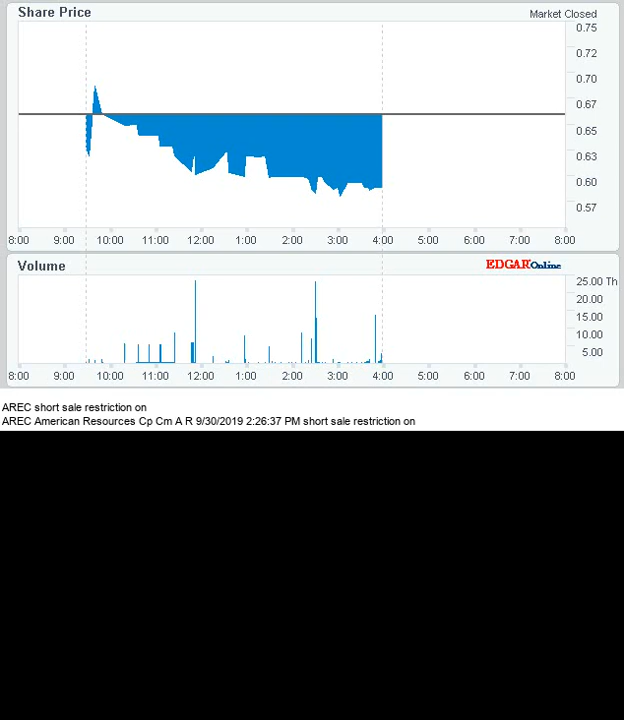 Share Price Market Closed
0.75
0.72
0.70
0.67
0.65
0.63
0.60
0.57
8:00 9:00 10:00 11:00 12:00 1:00 2:00 3:00 4:00 5:00 6:00 7:00 8:00
Volume EDGAROnline
25.00 Th
20.00
15.00
10.00
5.00
8:00 9:00 10:00 11:00 12:00 1:00 2:00 3:00 4:00 5:00 6:00 7:00 8:00
AREC short sale restriction on
AREC American Resources Cp Cm A R 9/30/2019 2:26:37 PM short sale restriction on